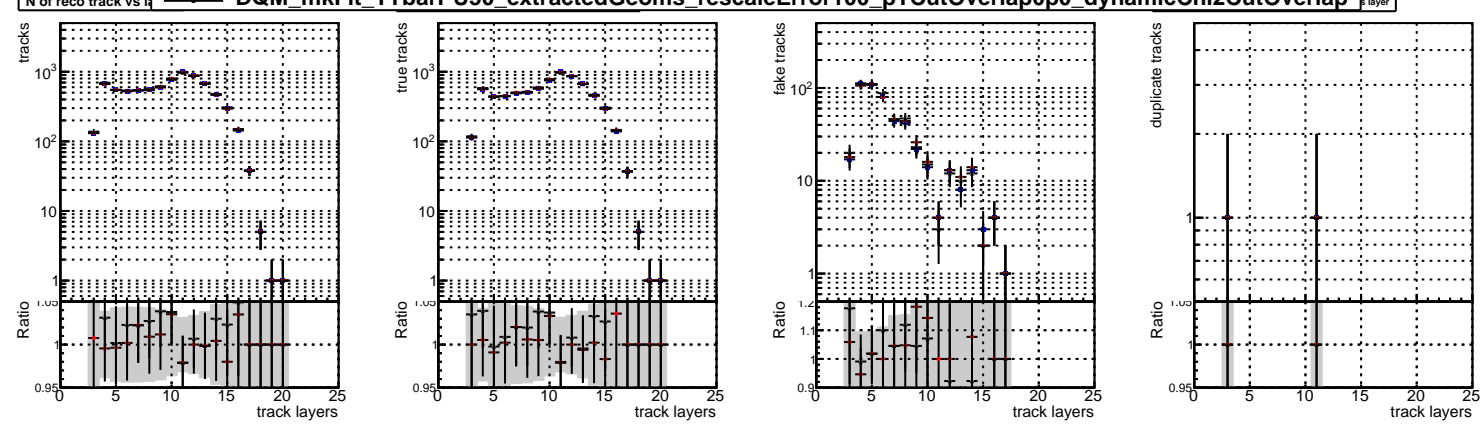 N of reco track vs la
DQM_mkFit_TTbarPU50_extractedGeoms_rescaleError100_pTCutOverlap0p0_dynamicChi2CutOverlap
s layer
tracks
10³
10²
10
1
Ratio
1.05
1
0.95
0 5 10 15 20 25
track layers
true tracks
10³
10²
10
1
Ratio
1.05
1
0.95
0 5 10 15 20 25
track layers
fake tracks
10²
10
1
Ratio
1.2
1.1
1
0.9
0 5 10 15 20 25
track layers
duplicate tracks
1
Ratio
1.05
1
0.95
0 5 10 15 20 25
track layers